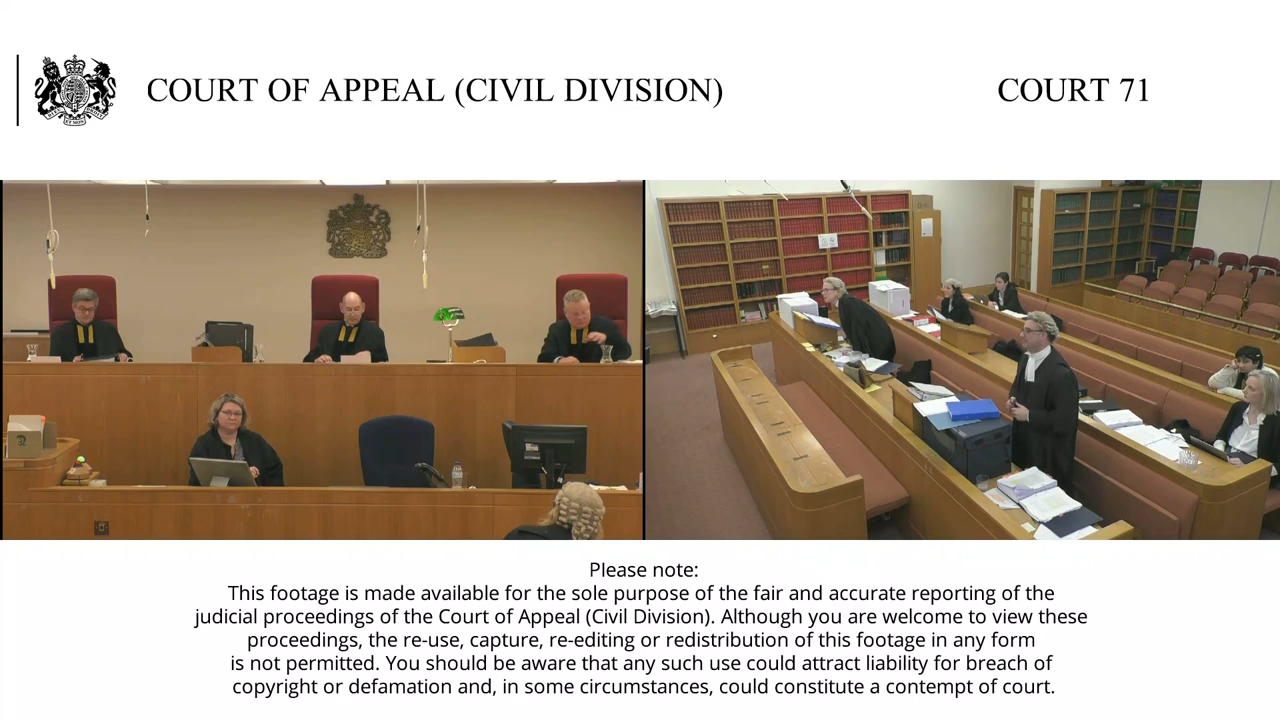 COURT OF APPEAL (CIVIL DIVISION)
COURT 71
Please note:
This footage is made available for the sole purpose of the fair and accurate reporting of the
judicial proceedings of the Court of Appeal (Civil Division). Although you are welcome to view these
proceedings, the re-use, capture, re-editing or redistribution of this footage in any form
is not permitted. You should be aware that any such use could attract liability for breach of
copyright or defamation and, in some circumstances, could constitute a contempt of court.